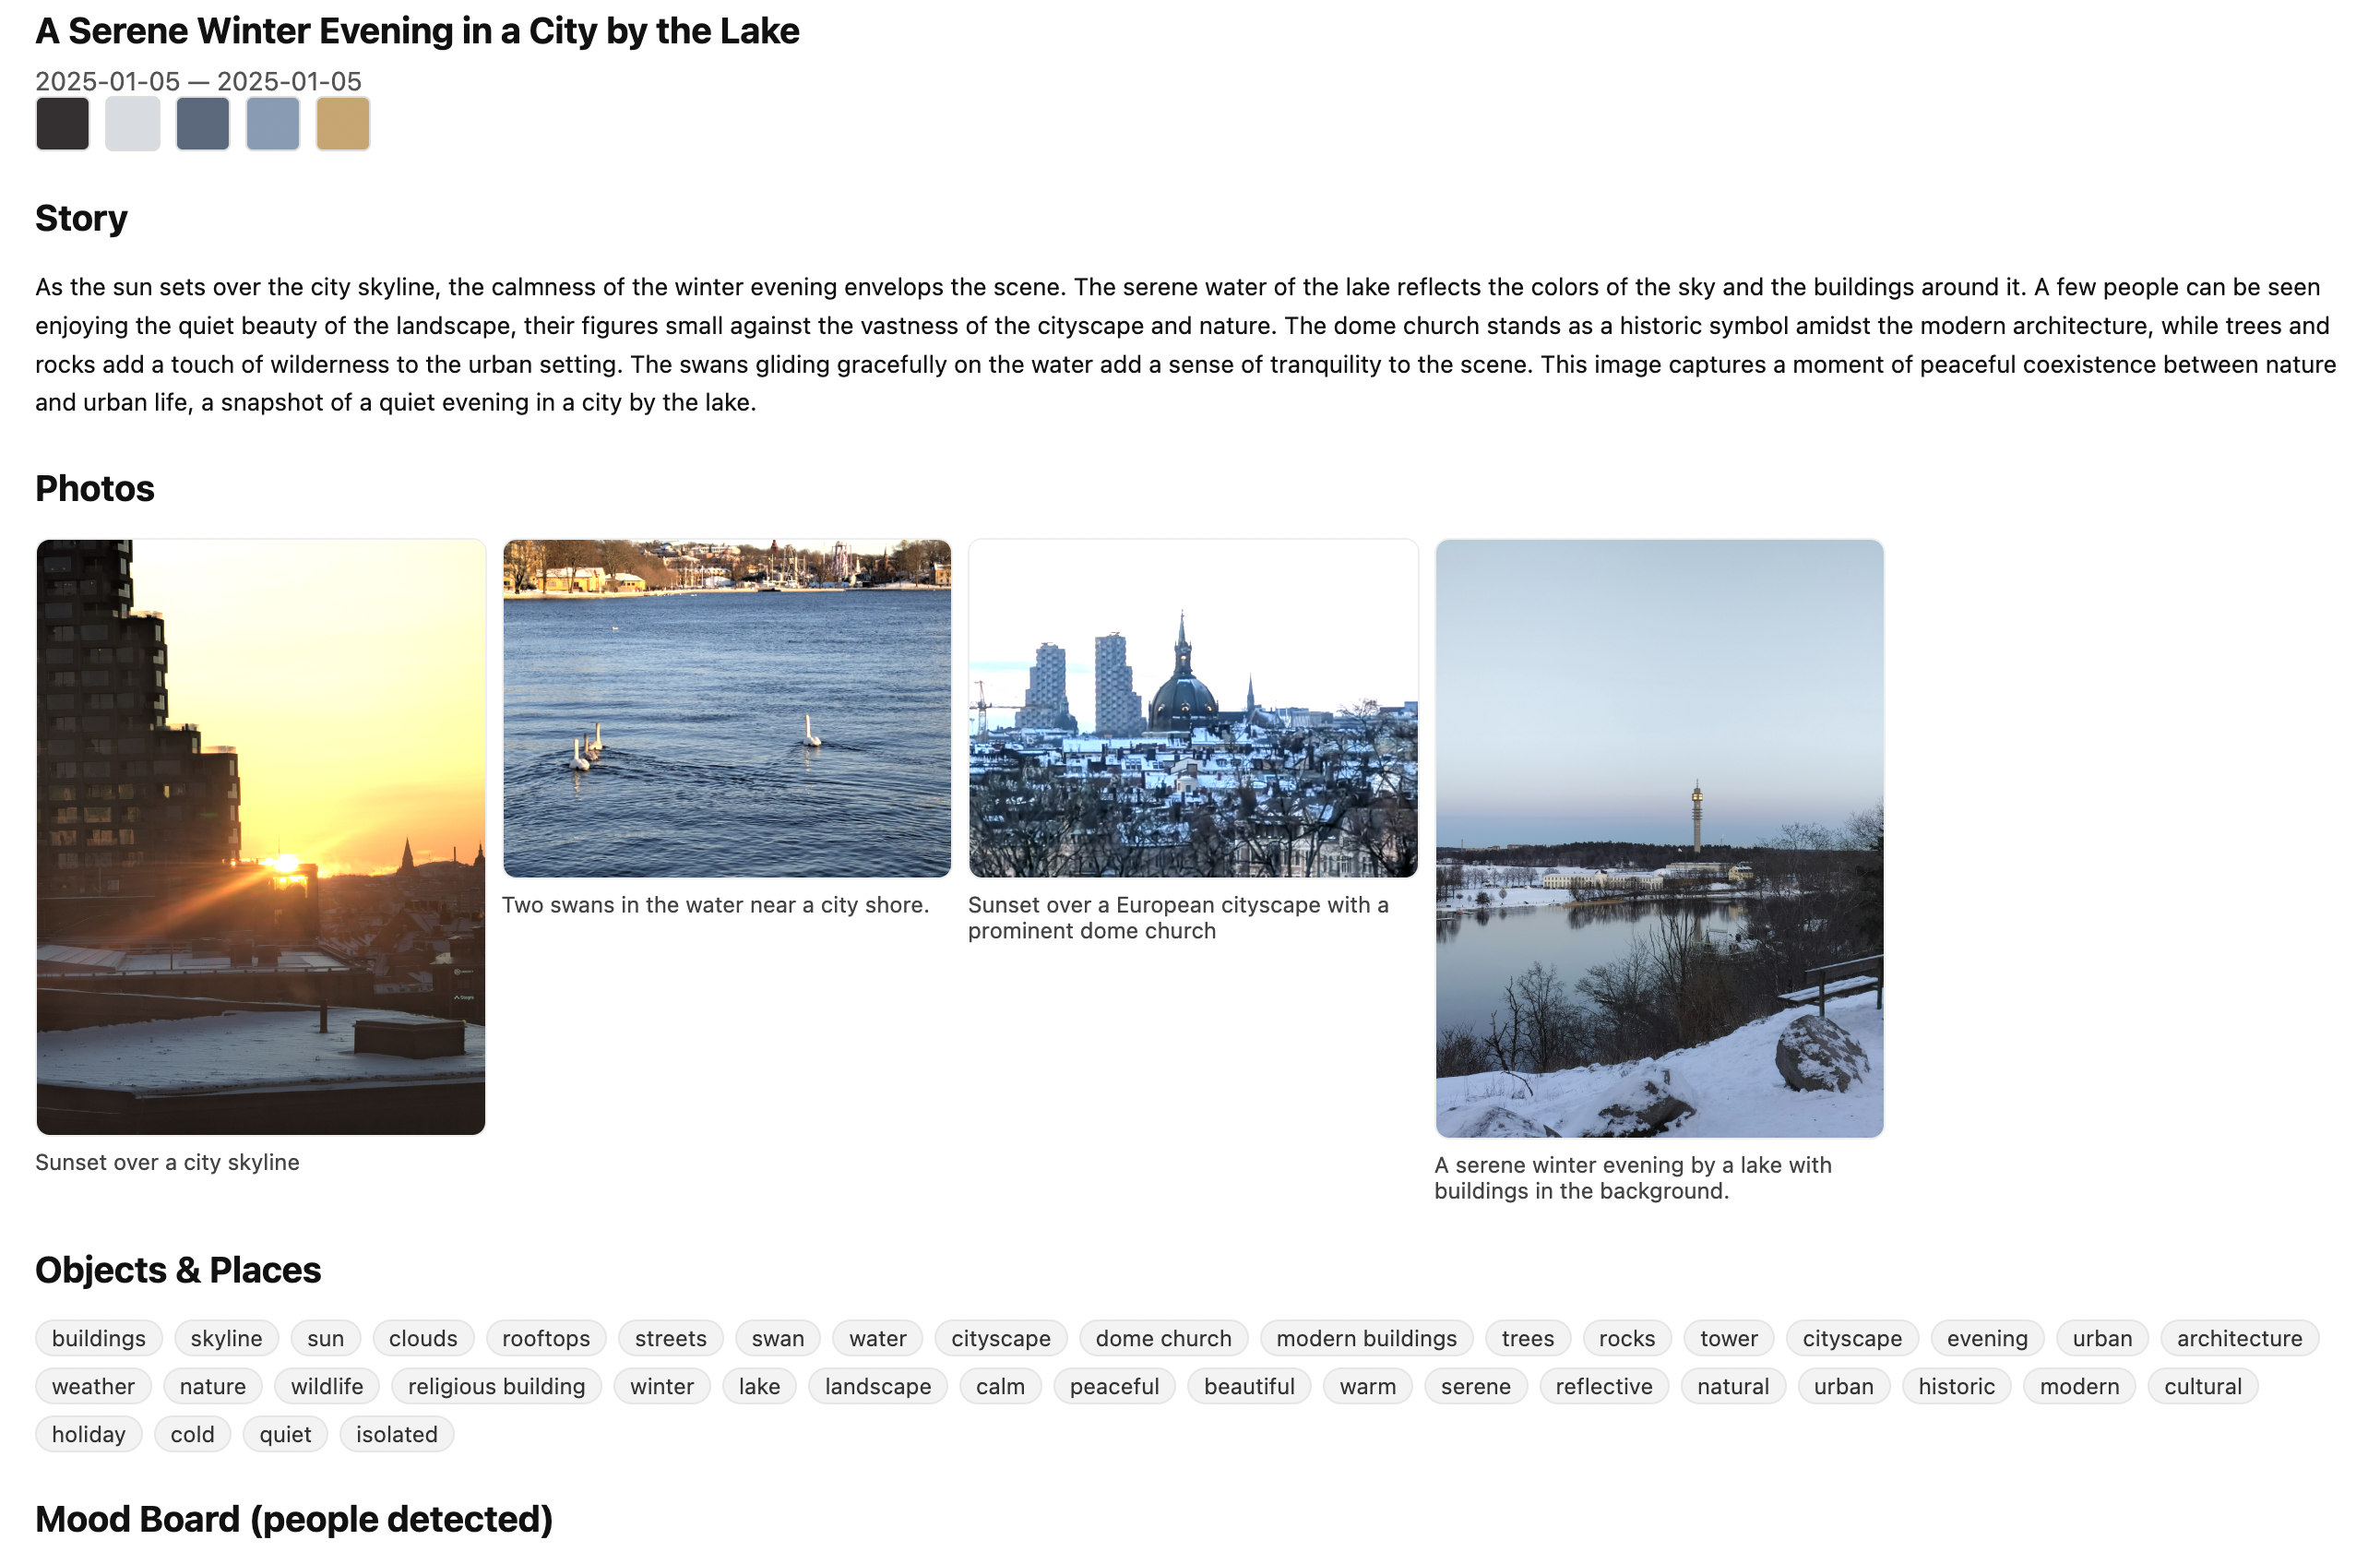 A Serene Winter Evening in a City by the Lake
2025-01-05 — 2025-01-05
Story
As the sun sets over the city skyline, the calmness of the winter evening envelops the scene. The serene water of the lake reflects the colors of the sky and the buildings around it. A few people can be seen
enjoying the quiet beauty of the landscape, their figures small against the vastness of the cityscape and nature. The dome church stands as a historic symbol amidst the modern architecture, while trees and
rocks add a touch of wilderness to the urban setting. The swans gliding gracefully on the water add a sense of tranquility to the scene. This image captures a moment of peaceful coexistence between nature
and urban life, a snapshot of a quiet evening in a city by the lake.
Photos
Two swans in the water near a city shore.
Sunset over a European cityscape with a
prominent dome church
Sunset over a city skyline
A serene winter evening by a lake with
buildings in the background.
Objects & Places
buildings skyline sun clouds rooftops streets swan water cityscape dome church modern buildings trees rocks tower cityscape evening urban architecture
weather nature wildlife religious building winter lake landscape calm peaceful beautiful warm serene reflective natural urban historic modern cultural
holiday cold quiet isolated
Mood Board (people detected)